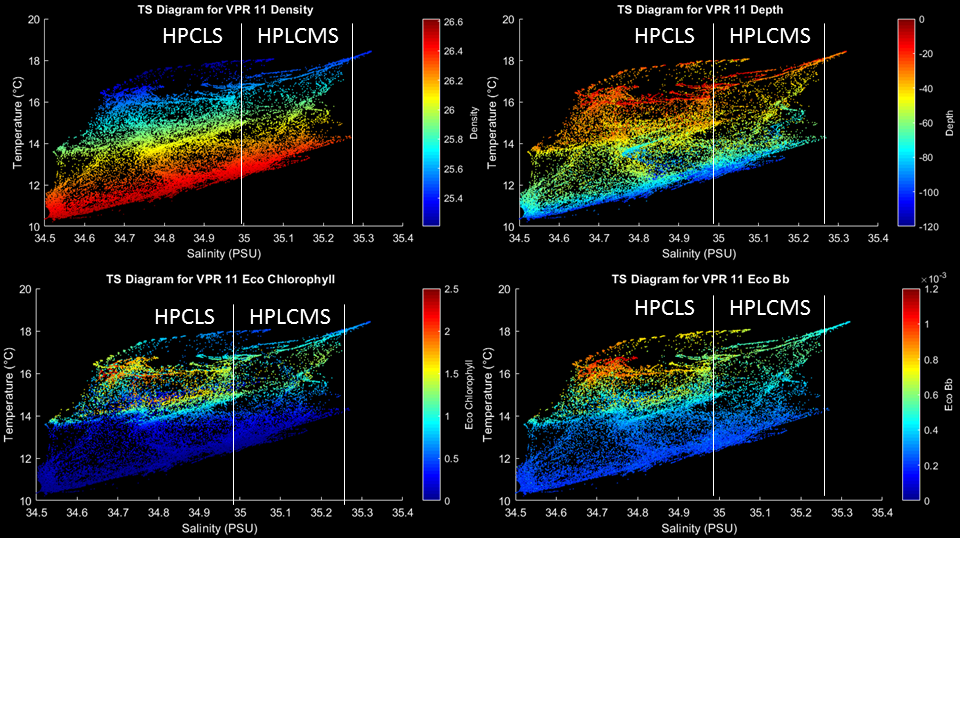 TS Diagram for VPR 11 Density
HPCLS HPLCMS
20
18
16
14
12
10
Temperature (°C)
34.5 34.6 34.7 34.8 34.9 35 35.1 35.2 35.3 35.4
Salinity (PSU)
26.6
26.4
26.2
26
25.8
25.6
25.4
Density
TS Diagram for VPR 11 Depth
HPCLS HPLCMS
20
18
16
14
12
10
Temperature (°C)
34.5 34.6 34.7 34.8 34.9 35 35.1 35.2 35.3 35.4
Salinity (PSU)
0
-20
-40
-60
-80
-100
-120
Depth
TS Diagram for VPR 11 Eco Chlorophyll
HPCLS HPLCMS
20
18
16
14
12
10
Temperature (°C)
34.5 34.6 34.7 34.8 34.9 35 35.1 35.2 35.3 35.4
Salinity (PSU)
2.5
2
1.5
1
0.5
0
Eco Chlorophyll
TS Diagram for VPR 11 Eco Bb
HPCLS HPLCMS
20
18
16
14
12
10
Temperature (°C)
34.5 34.6 34.7 34.8 34.9 35 35.1 35.2 35.3 35.4
Salinity (PSU)
×10⁻³
1.2
1
0.8
0.6
0.4
0.2
0
Eco Bb